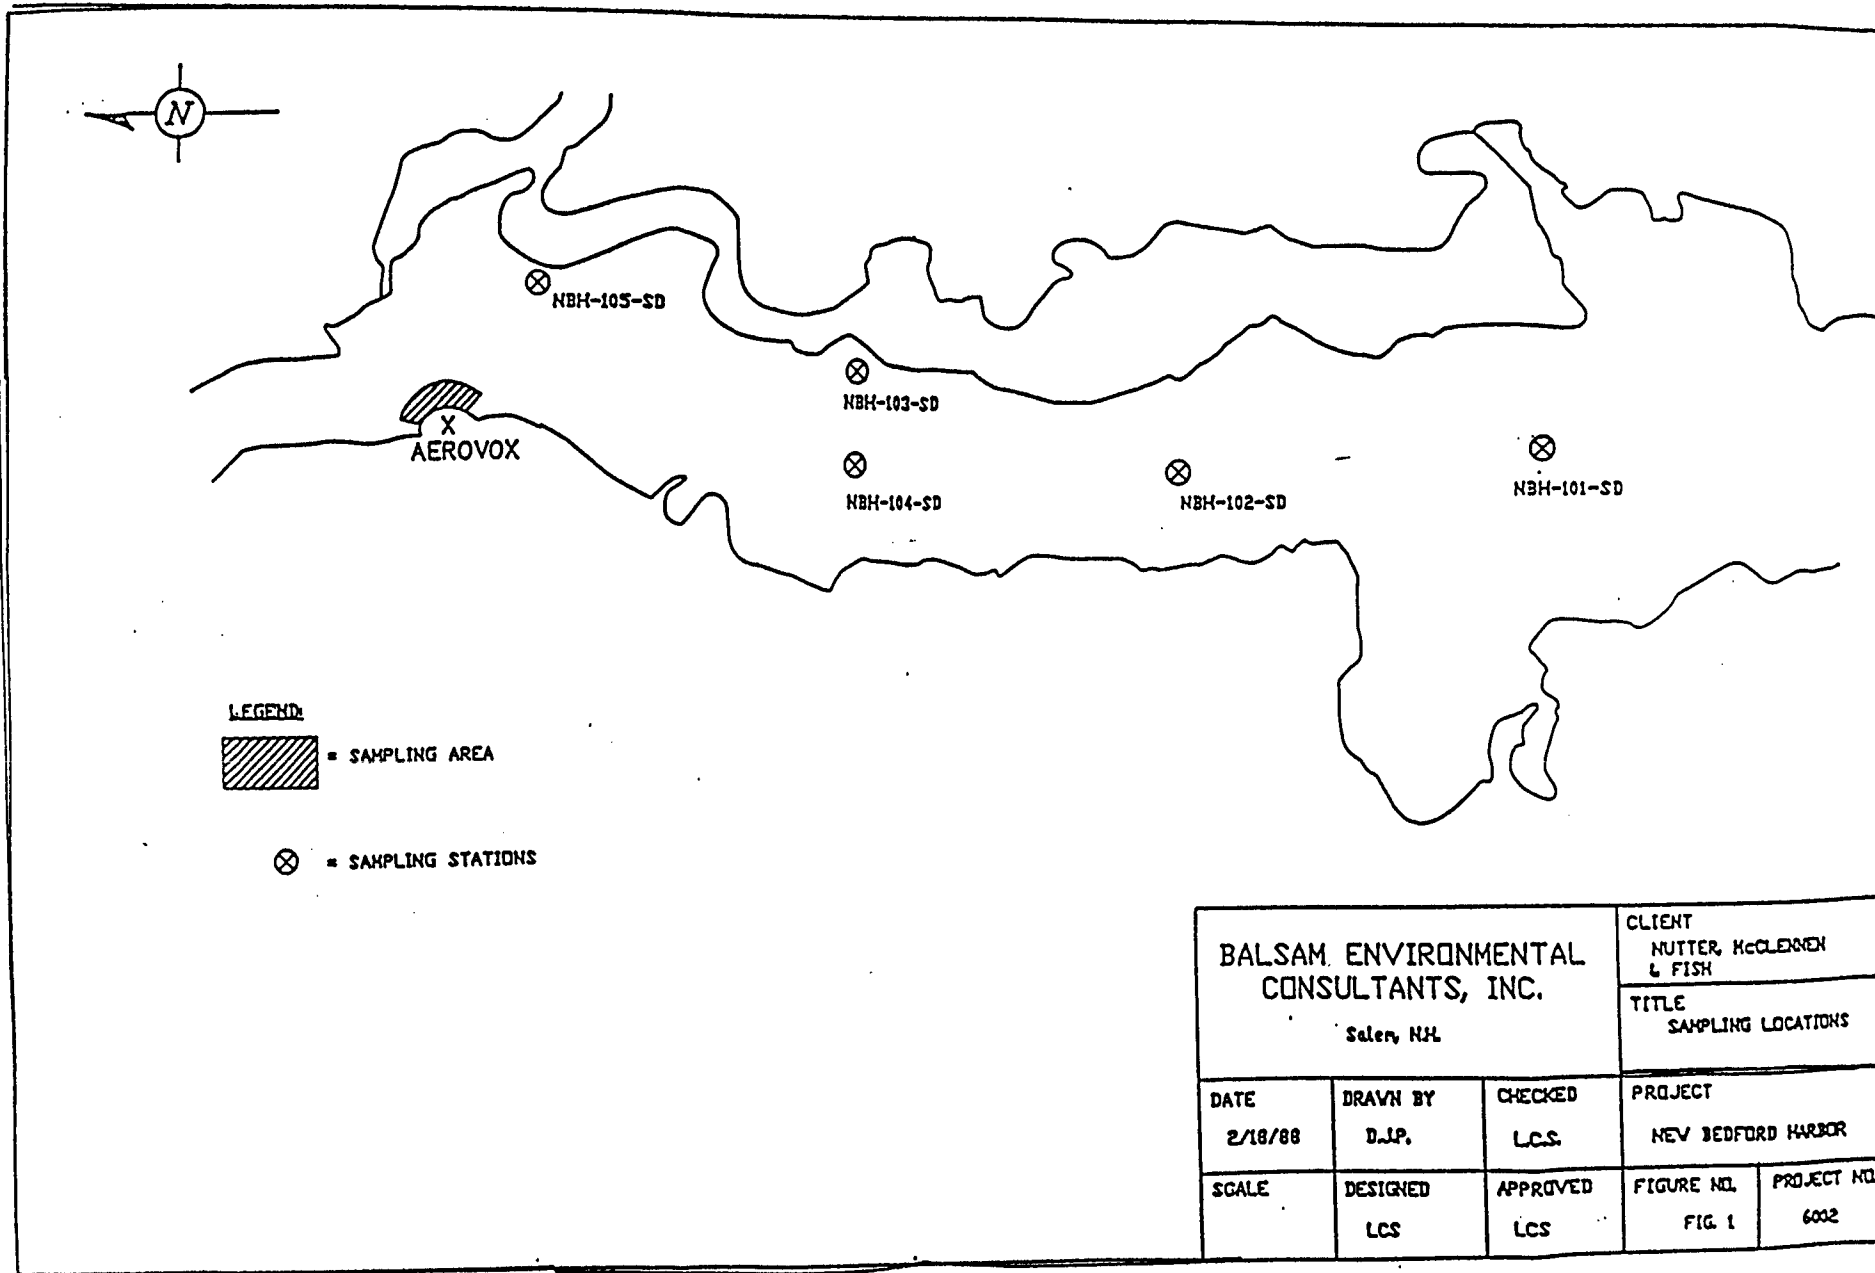 N
NBH-105-SD
NBH-103-SD
X
AEROVOX
NBH-104-SD
NBH-102-SD
NBH-101-SD
LEGEND:
= SAMPLING AREA
= SAMPLING STATIONS
BALSAM ENVIRONMENTAL
CONSULTANTS, INC.
Salem, N.H.
CLIENT
NUTTER, McCLENNEN
& FISH
TITLE
SAMPLING LOCATIONS
DATE
2/18/88
DRAWN BY
D.J.P.
CHECKED
L.C.S.
PROJECT
NEW BEDFORD HARBOR
SCALE
DESIGNED
LCS
APPROVED
LCS
FIGURE NO.
FIG. 1
PROJECT NO.
6002